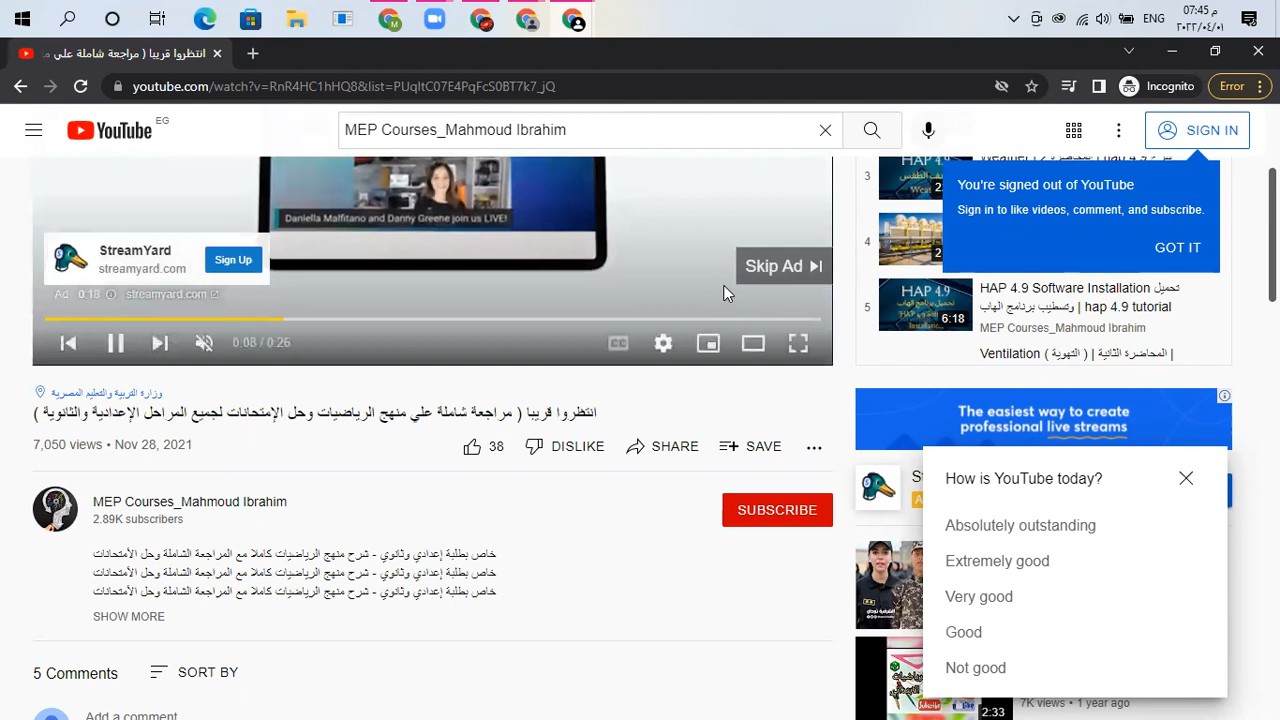 ENG
07:45 م
٢٠٢٢/٠٤/٠١
انتظروا قريبا ( مراجعة شاملة علي م
youtube.com/watch?v=RnR4HC1hHQ8&list=PUqItC07E4PqFcS0BT7k7_jQ
Incognito
Error
YouTube EG
MEP Courses_Mahmoud Ibrahim
SIGN IN
You're signed out of YouTube
Sign in to like videos, comment, and subscribe.
GOT IT
Daniella Malfitano and Danny Greene join us LIVE!
StreamYard
streamyard.com
Sign Up
Skip Ad
Ad 0:18 streamyard.com
0:08 / 0:26
3
4
5
HAP 4.9
6:18
HAP 4.9 Software Installation تحميل
وتسطيب برنامج الهاب | hap 4.9 tutorial
MEP Courses_Mahmoud Ibrahim
Ventilation ( التهوية ) | المحاضرة الثانية |
وزارة التربية والتعليم المصرية
انتظروا قريبا ( مراجعة شاملة علي منهج الرياضيات وحل الإمتحانات لجميع المراحل الإعدادية والثانوية )
7,050 views • Nov 28, 2021
38 DISLIKE SHARE SAVE
MEP Courses_Mahmoud Ibrahim
2.89K subscribers
SUBSCRIBE
خاص بطلبة إعدادي وثانوي - شرح منهج الرياضيات كاملا مع المراجعة الشاملة وحل الأمتحانات
خاص بطلبة إعدادي وثانوي - شرح منهج الرياضيات كاملا مع المراجعة الشاملة وحل الأمتحانات
خاص بطلبة إعدادي وثانوي - شرح منهج الرياضيات كاملا مع المراجعة الشاملة وحل الأمتحانات
SHOW MORE
5 Comments SORT BY
Add a comment
The easiest way to create
professional live streams
How is YouTube today?
Absolutely outstanding
Extremely good
Very good
Good
Not good
2:33
7K views • 1 year ago